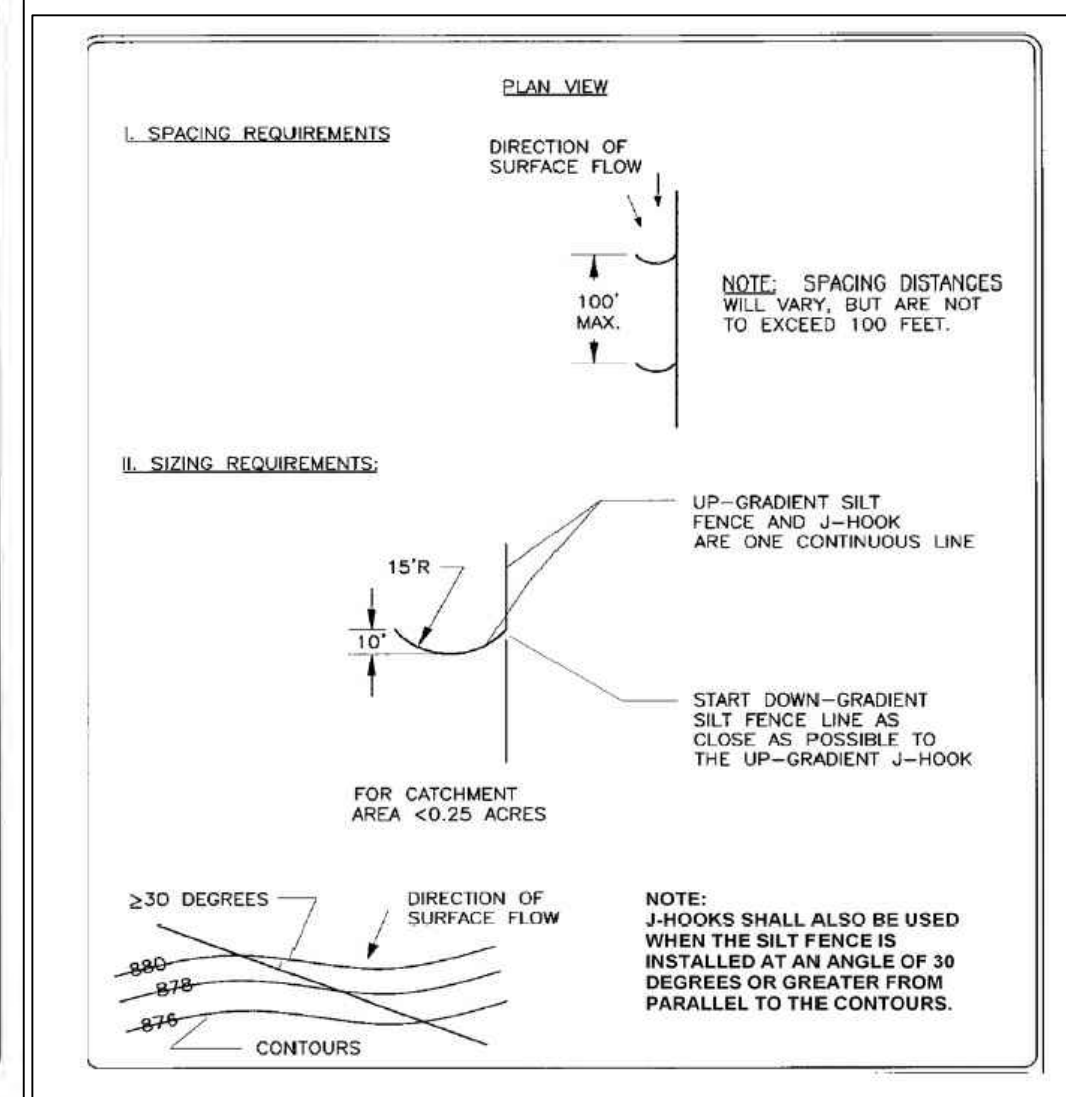 PLAN VIEW
I. SPACING REQUIREMENTS
DIRECTION OF
SURFACE FLOW
100'
MAX.
NOTE: SPACING DISTANCES
WILL VARY, BUT ARE NOT
TO EXCEED 100 FEET.
II. SIZING REQUIREMENTS:
UP-GRADIENT SILT
FENCE AND J-HOOK
ARE ONE CONTINUOUS LINE
15'R
10'
START DOWN-GRADIENT
SILT FENCE LINE AS
CLOSE AS POSSIBLE TO
THE UP-GRADIENT J-HOOK
FOR CATCHMENT
AREA <0.25 ACRES
≥30 DEGREES
DIRECTION OF
SURFACE FLOW
880
878
876
CONTOURS
NOTE:
J-HOOKS SHALL ALSO BE USED
WHEN THE SILT FENCE IS
INSTALLED AT AN ANGLE OF 30
DEGREES OR GREATER FROM
PARALLEL TO THE CONTOURS.